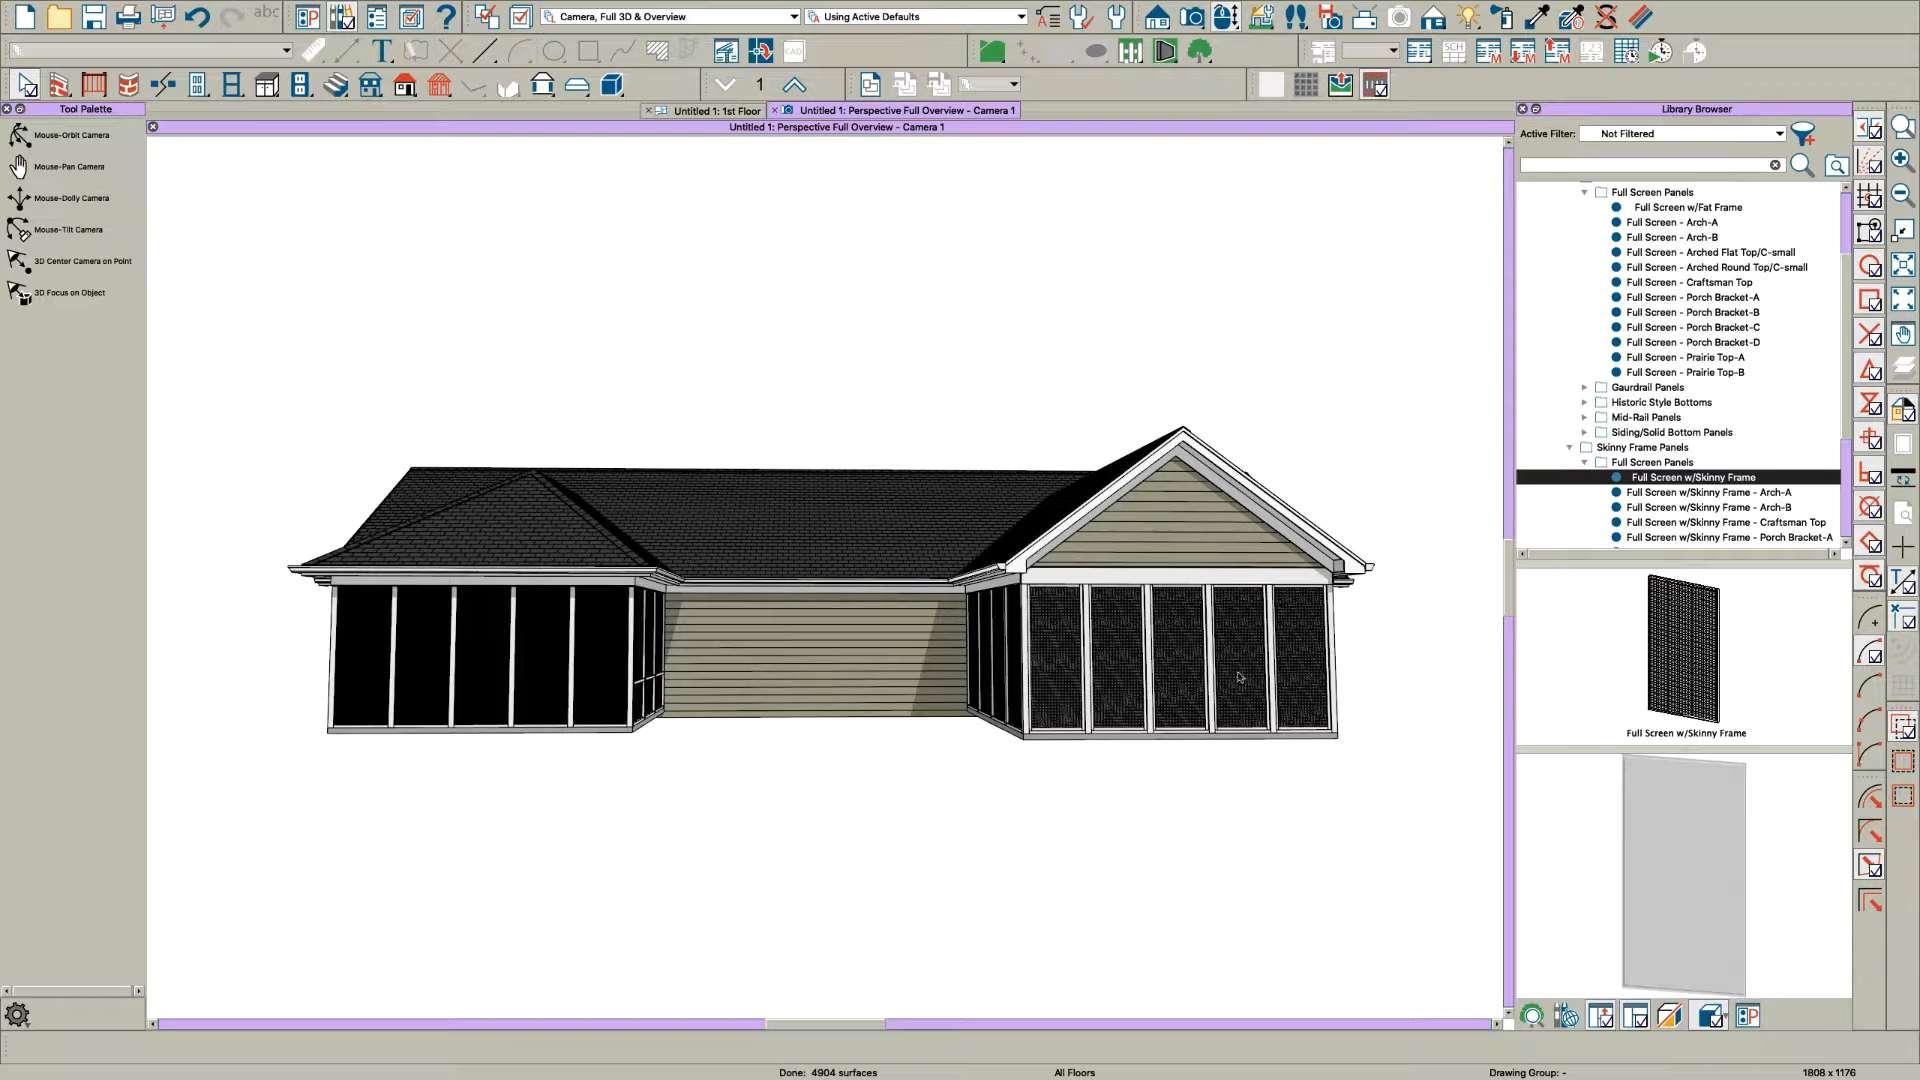 abc
Camera, Full 3D & Overview
Using Active Defaults
T
CAD
SCH
M
M
M
123
1
Tool Palette
Untitled 1: 1st Floor
Untitled 1: Perspective Full Overview - Camera 1
Library Browser
Untitled 1: Perspective Full Overview - Camera 1
Mouse-Orbit Camera
Mouse-Pan Camera
Mouse-Dolly Camera
Mouse-Tilt Camera
3D Center Camera on Point
3D Focus on Object
Active Filter:
Not Filtered
Full Screen Panels
Full Screen w/Fat Frame
Full Screen - Arch-A
Full Screen - Arch-B
Full Screen - Arched Flat Top/C-small
Full Screen - Arched Round Top/C-small
Full Screen - Craftsman Top
Full Screen - Porch Bracket-A
Full Screen - Porch Bracket-B
Full Screen - Porch Bracket-C
Full Screen - Porch Bracket-D
Full Screen - Prairie Top-A
Full Screen - Prairie Top-B
Gaurdrail Panels
Historic Style Bottoms
Mid-Rail Panels
Siding/Solid Bottom Panels
Skinny Frame Panels
Full Screen Panels
Full Screen w/Skinny Frame
Full Screen w/Skinny Frame - Arch-A
Full Screen w/Skinny Frame - Arch-B
Full Screen w/Skinny Frame - Craftsman Top
Full Screen w/Skinny Frame - Porch Bracket-A
Full Screen w/Skinny Frame
Done: 4904 surfaces
All Floors
Drawing Group: -
1808 x 1176